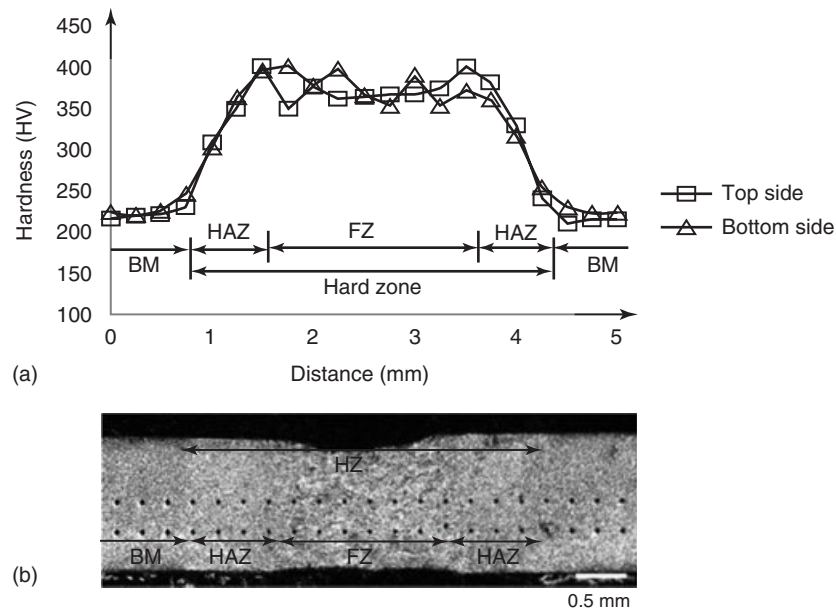 450
400
350
300
250
200
150
100
Hardness (HV)
BM HAZ FZ HAZ BM
Hard zone
0 1 2 3 4 5
Distance (mm)
Top side
Bottom side
(a)
HZ
BM HAZ FZ HAZ
(b)
0.5 mm